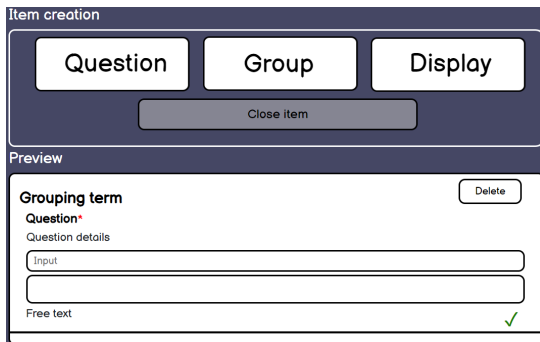 Item creation
Question Group Display
Close item
Preview
Delete
Grouping term
Question*
Question details
Input
Free text